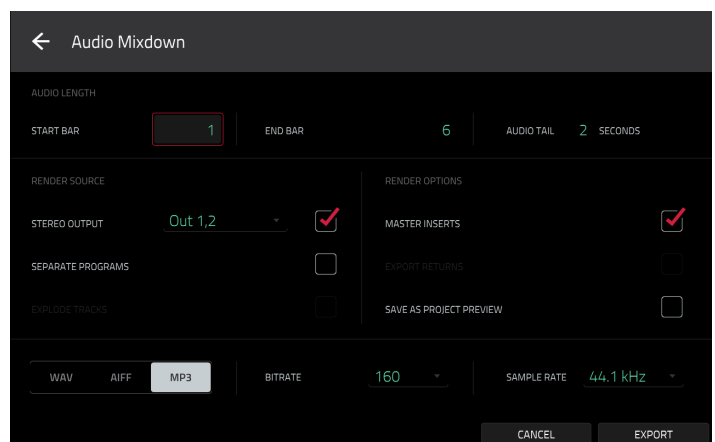 Audio Mixdown
AUDIO LENGTH
START BAR 1 END BAR 6 AUDIO TAIL 2 SECONDS
RENDER SOURCE RENDER OPTIONS
STEREO OUTPUT Out 1,2 MASTER INSERTS
SEPARATE PROGRAMS EXPORT RETURNS
EXPLODE TRACKS SAVE AS PROJECT PREVIEW
WAV AIFF MP3 BITRATE 160 SAMPLE RATE 44.1 kHz
CANCEL EXPORT